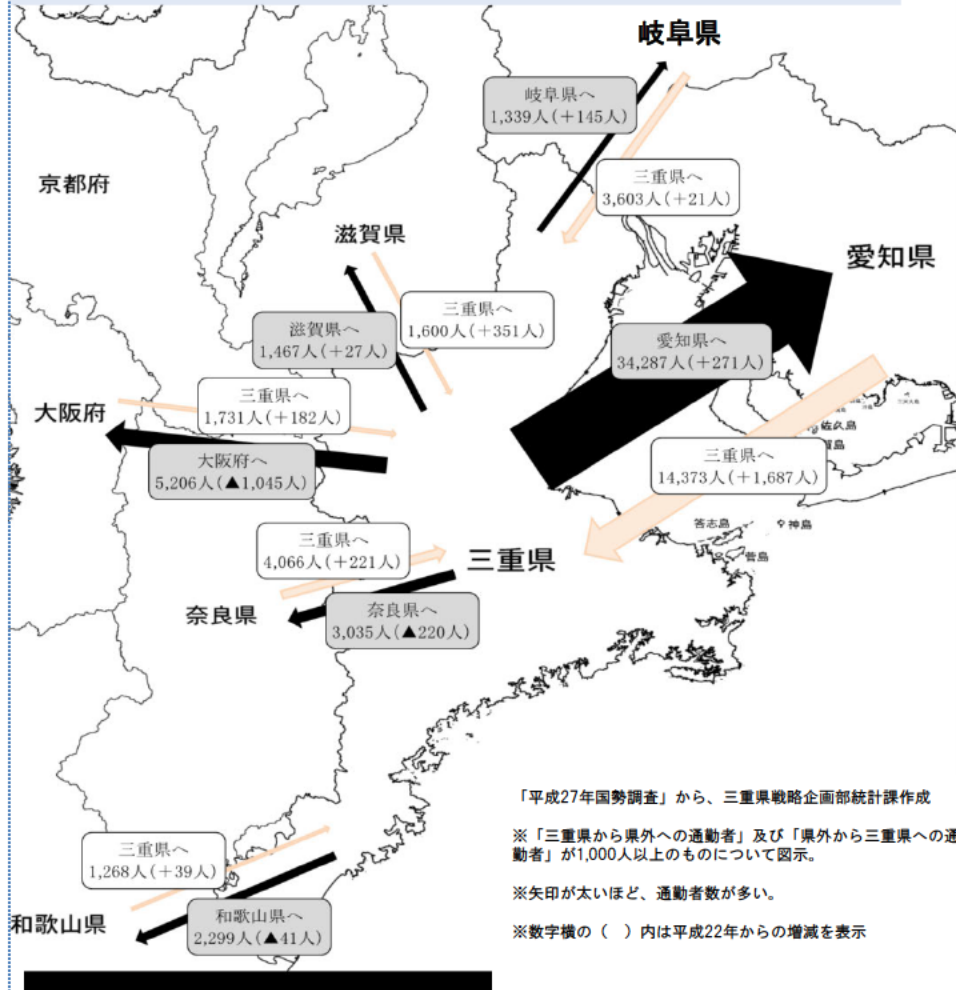 岐阜県
岐阜県へ
1,339人(+145人)
三重県へ
3,603人(+21人)
京都府
滋賀県
愛知県
三重県へ
1,600人(+351人)
滋賀県へ
1,467人(+27人)
愛知県へ
34,287人(+271人)
三重県へ
1,731人(+182人)
大阪府
大阪府へ
5,206人(▲1,045人)
佐久島
三重県へ
14,373人(+1,687人)
答志島
神島
菅島
三重県へ
4,066人(+221人)
三重県
奈良県
奈良県へ
3,035人(▲220人)
「平成27年国勢調査」から、三重県戦略企画部統計課作成
※「三重県から県外への通勤者」及び「県外から三重県への通
勤者」が1,000人以上のものについて図示。
※矢印が太いほど、通勤者数が多い。
※数字横の（　）内は平成22年からの増減を表示
三重県へ
1,268人(+39人)
和歌山県
和歌山県へ
2,299人(▲41人)